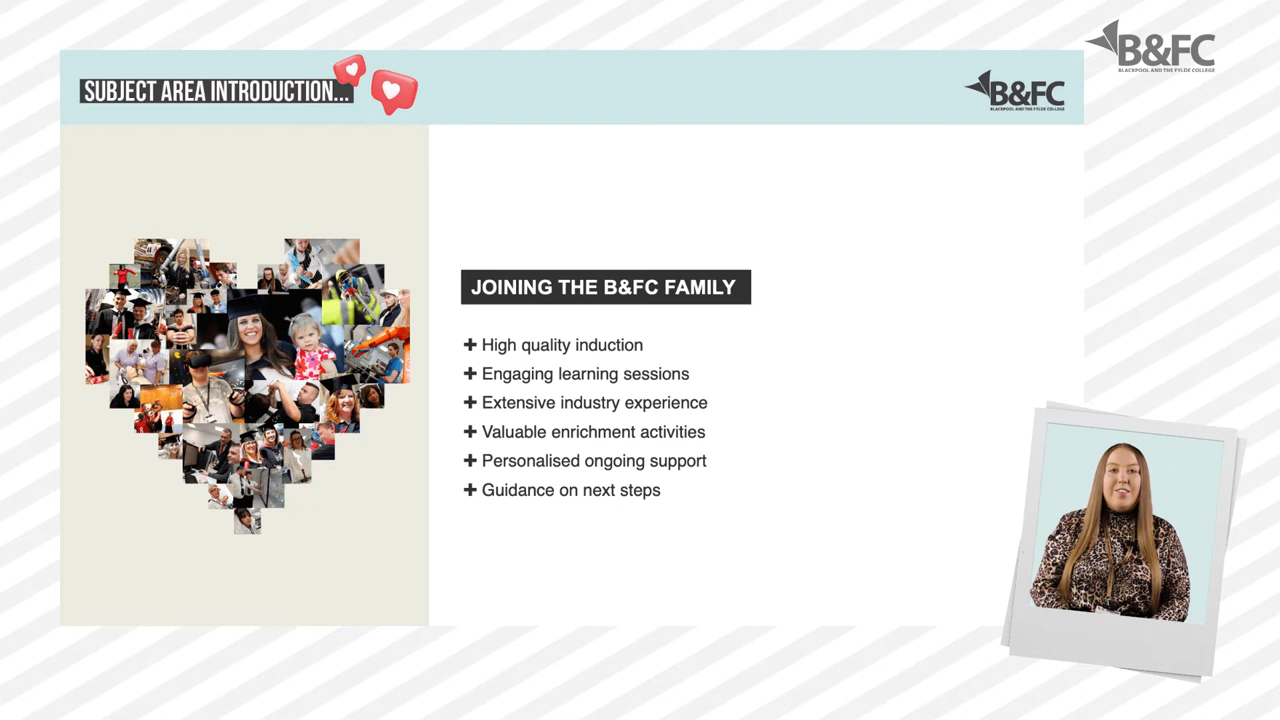 B&FC
BLACKPOOL AND THE FYLDE COLLEGE
SUBJECT AREA INTRODUCTION...
B&FC
BLACKPOOL AND THE FYLDE COLLEGE
JOINING THE B&FC FAMILY
+ High quality induction
+ Engaging learning sessions
+ Extensive industry experience
+ Valuable enrichment activities
+ Personalised ongoing support
+ Guidance on next steps